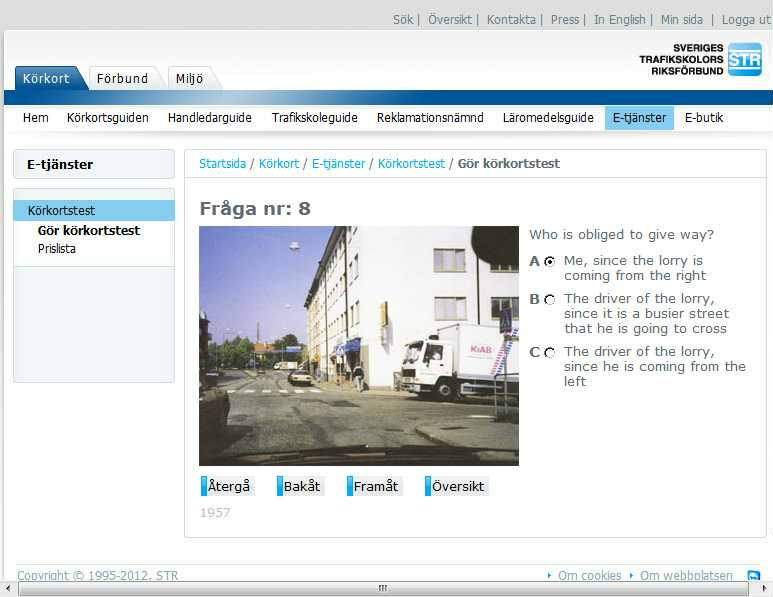 Sök | Översikt | Kontakta | Press | In English | Min sida | Logga ut
SVERIGES
TRAFIKSKOLORS
RIKSFÖRBUND
STR
Körkort Förbund Miljö
Hem Körkortsguiden Handledarguide Trafikskoleguide Reklamationsnämnd Läromedelsguide E-tjänster E-butik
E-tjänster
Startsida / Körkort / E-tjänster / Körkortstest / Gör körkortstest
Körkortstest
Gör körkortstest
Prislista
Fråga nr: 8
Who is obliged to give way?
A Me, since the lorry is
coming from the right
B The driver of the lorry,
since it is a busier street
that he is going to cross
C The driver of the lorry,
since he is coming from the
left
KIAB
Återgå Bakåt Framåt Översikt
1957
Copyright © 1995-2012, STR Om cookies Om webbplatsen